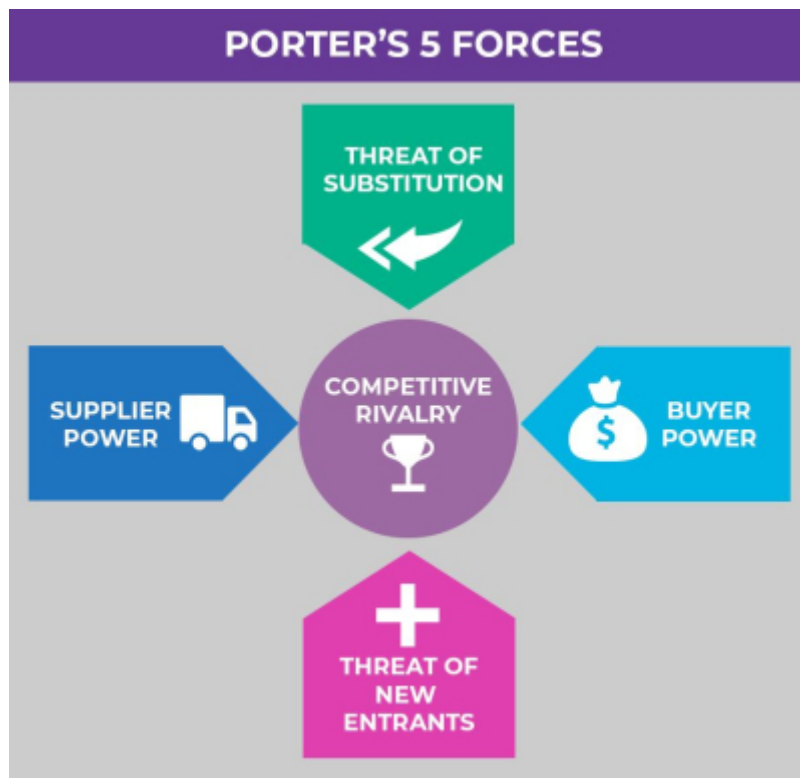 PORTER'S 5 FORCES
THREAT OF
SUBSTITUTION
SUPPLIER
POWER
COMPETITIVE
RIVALRY
$
BUYER
POWER
THREAT OF
NEW
ENTRANTS